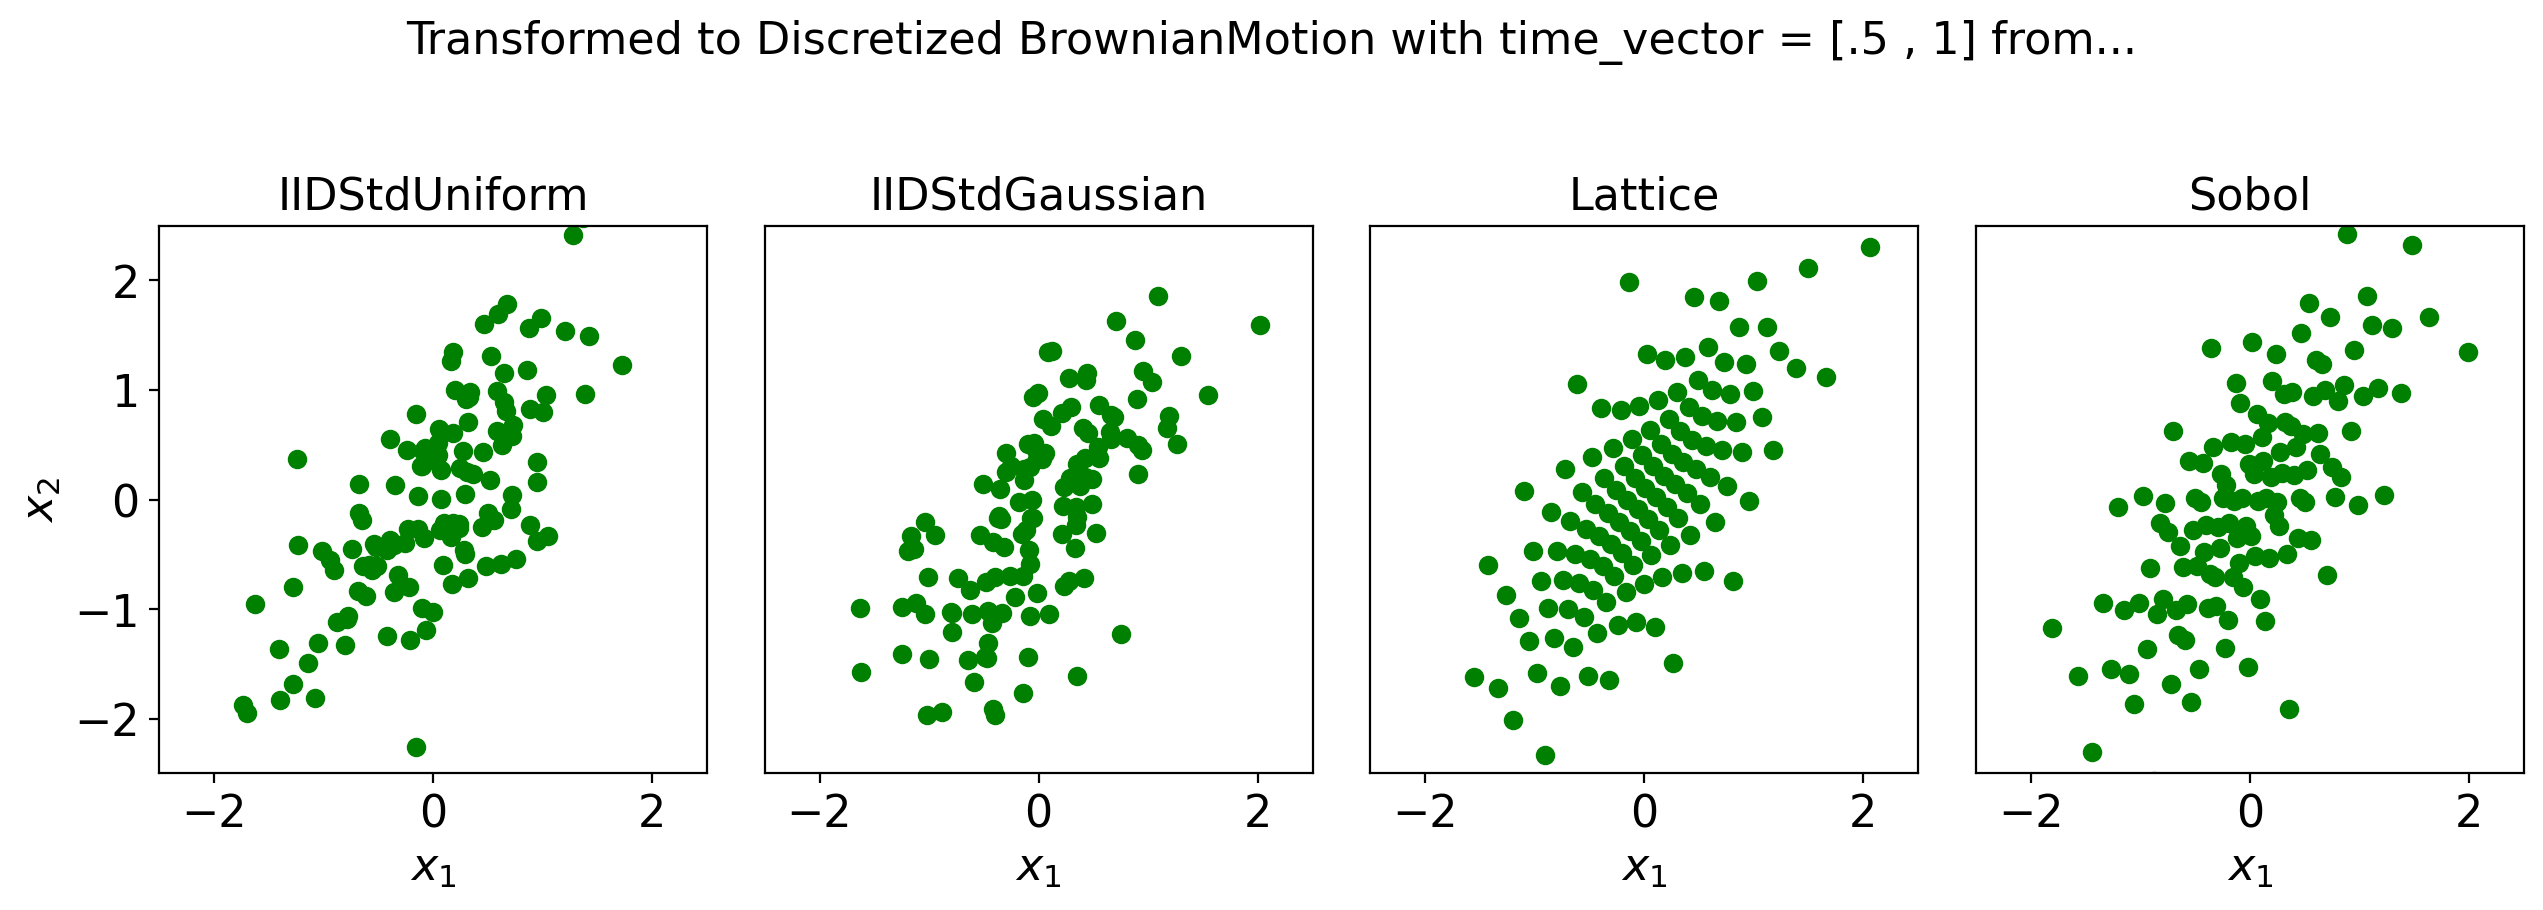 Transformed to Discretized BrownianMotion with time_vector = [.5 , 1] from...
IIDStdUniform
IIDStdGaussian
Lattice
Sobol
x₂
2
1
0
−1
−2
−2 0 2
−2 0 2
−2 0 2
−2 0 2
x₁
x₁
x₁
x₁